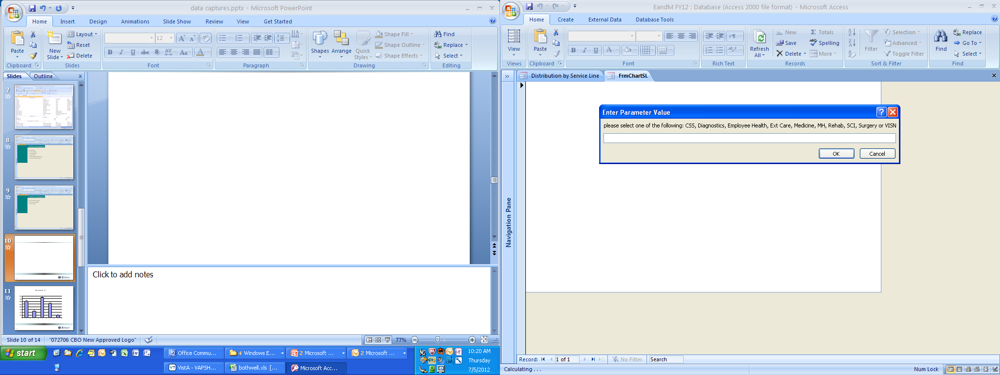 data captures.pptx - Microsoft PowerPoint
Home Insert Design Animations Slide Show Review View Get Started
Paste
Clipboard
New Slide
Layout
Reset
Delete
Slides
12
B I U abc S AV Aa A
Font
Paragraph
Shapes Arrange Quick Styles
Shape Fill
Shape Outline
Shape Effects
Drawing
Find
Replace
Select
Editing
Slides Outline
7
8
9
10
11
Click to add notes
Slide 10 of 14 "072706 CBO New Approved Logo" 77%
start
Office Commu...
4 Windows E...
2 Microsoft ...
2 Microsoft ...
VistA - VAPSH...
bothwell.xls [...
Microsoft Acc...
10:20 AM
Thursday
7/5/2012
EandM FY12 : Database (Access 2000 file format) - Microsoft Access
Home Create External Data Database Tools
View
Views
Paste
Clipboard
B I U A
Font
Rich Text
Refresh All
New
Save
Delete
Totals
Spelling
More
Records
Filter
Selection
Advanced
Toggle Filter
Sort & Filter
Find
Replace
Go To
Select
Find
Distribution by Service Line FrmChartSL
Navigation Pane
Enter Parameter Value
please select one of the following: CSS, Diagnostics, Employee Health, Ext Care, Medicine, MH, Rehab, SCI, Surgery or VISN
OK Cancel
Record: 1 of 1 No Filter Search
Calculating . . . Num Lock